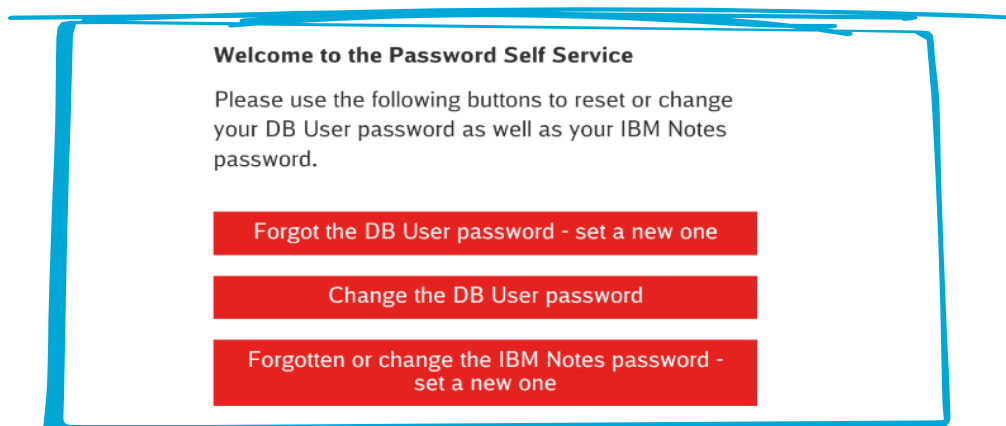 Welcome to the Password Self Service
Please use the following buttons to reset or change
your DB User password as well as your IBM Notes
password.
Forgot the DB User password - set a new one
Change the DB User password
Forgotten or change the IBM Notes password -
set a new one